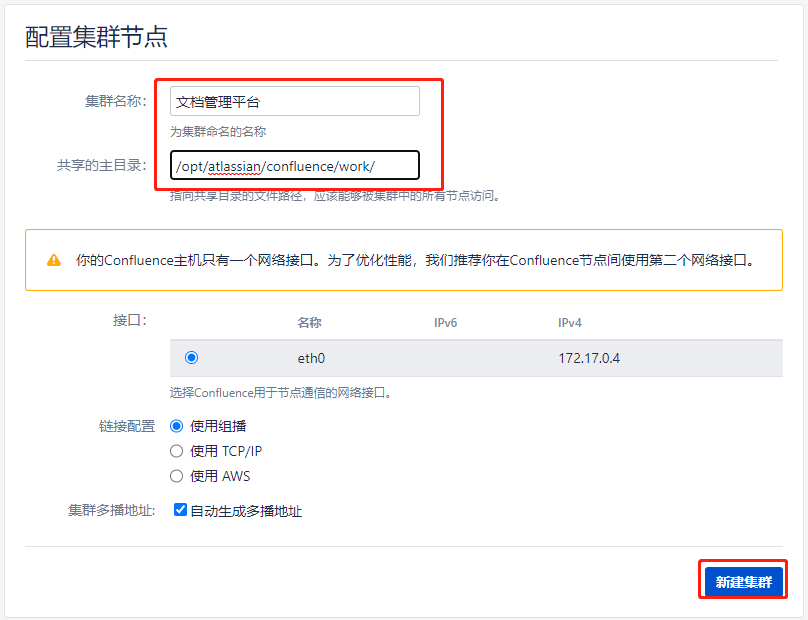 配置集群节点
集群名称:
文档管理平台
为集群命名的名称
共享的主目录:
/opt/atlassian/confluence/work/
指向共享目录的文件路径，应该能够被集群中的所有节点访问。
你的Confluence主机只有一个网络接口。为了优化性能，我们推荐你在Confluence节点间使用第二个网络接口。
接口: 名称 IPv6 IPv4
eth0 172.17.0.4
选择Confluence用于节点通信的网络接口。
链接配置 使用组播
使用 TCP/IP
使用 AWS
集群多播地址: 自动生成多播地址
新建集群